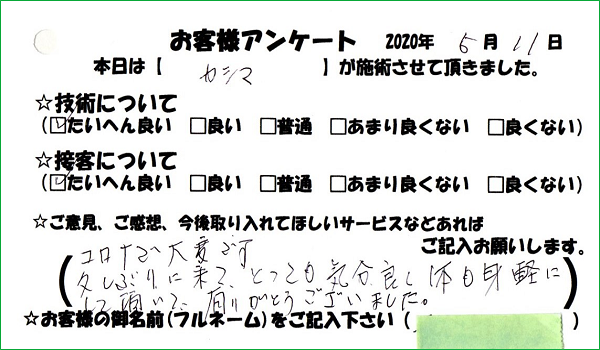 お客様アンケート 2020年 5月 11日
本日は【 カシマ 】が施術させて頂きました。
☆技術について
(☑たいへん良い □良い □普通 □あまり良くない □良くない)
☆接客について
(☑たいへん良い □良い □普通 □あまり良くない □良くない)
☆ご意見、ご感想、今後取り入れてほしいサービスなどあれば
ご記入お願いします。
(コロナで大変です
久しぶりに来て、とっても気分良く体も身軽に
して頂いて、有りがとうございました。)
☆お客様の御名前(フルネーム)をご記入下さい( )